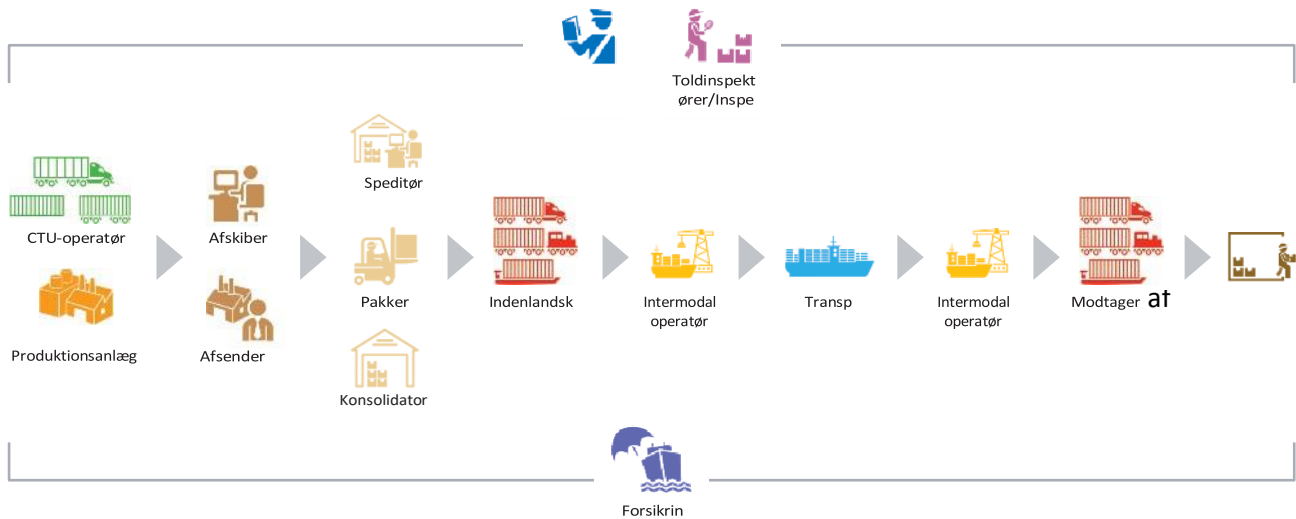 Toldinspekt
ører/Inspe
Speditør
CTU-operatør
Afskiber
Pakker
Indenlandsk
Intermodal
operatør
Transp
Intermodal
operatør
Modtager at
Produktionsanlæg
Afsender
Konsolidator
Forsikrin